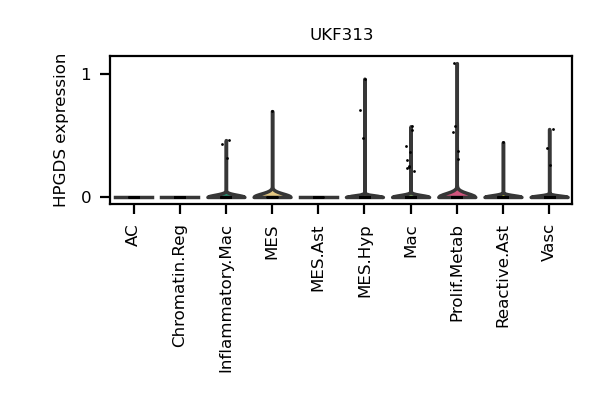 UKF313
HPGDS expression
1
0
AC
Chromatin.Reg
Inflammatory.Mac
MES
MES.Ast
MES.Hyp
Mac
Prolif.Metab
Reactive.Ast
Vasc